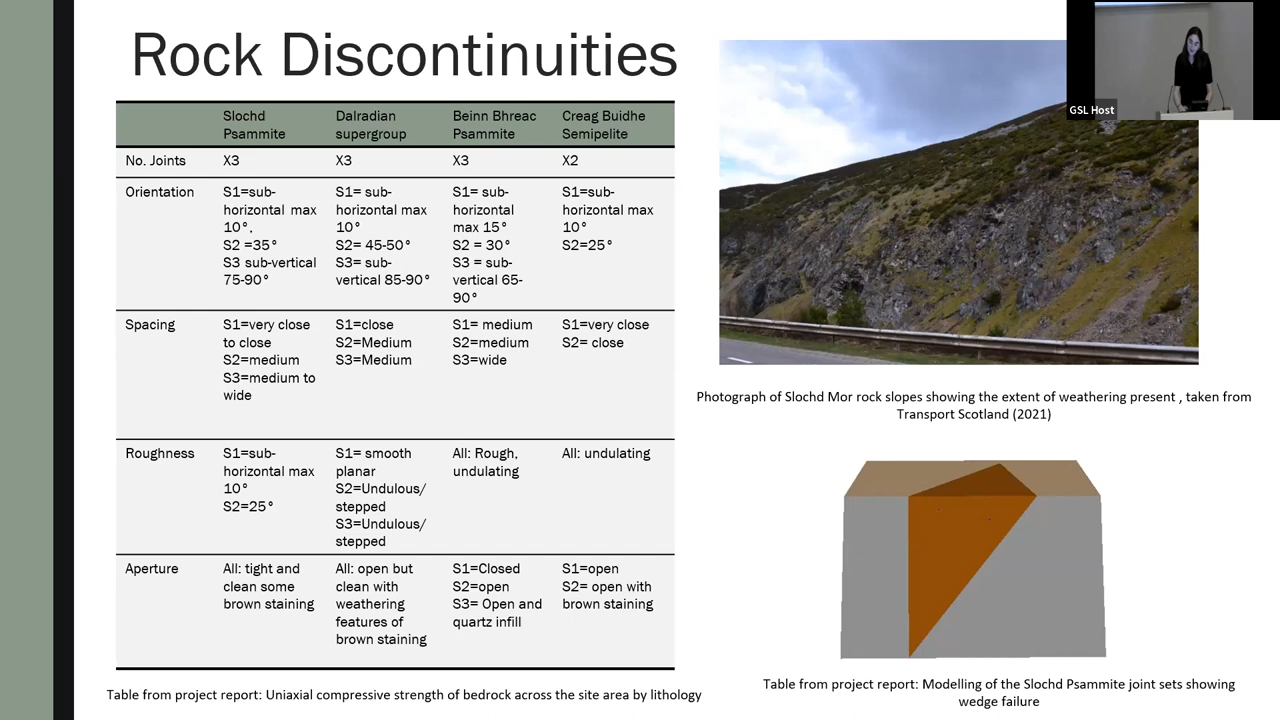 Rock Discontinuities
GSL Host
Slochd Psammite
Dalradian supergroup
Beinn Bhreac Psammite
Creag Buidhe Semipelite
No. Joints
X3
X3
X3
X2
Orientation
S1=sub-
horizontal max
10°,
S2 =35°
S3 sub-vertical
75-90°
S1= sub-
horizontal max
10°
S2= 45-50°
S3= sub-
vertical 85-90°
S1= sub-
horizontal
max 15°
S2 = 30°
S3 = sub-
vertical 65-
90°
S1=sub-
horizontal max
10°
S2=25°
Spacing
S1=very close
to close
S2=medium
S3=medium to
wide
S1=close
S2=Medium
S3=Medium
S1= medium
S2=medium
S3=wide
S1=very close
S2= close
Roughness
S1=sub-
horizontal max
10°
S2=25°
S1= smooth
planar
S2=Undulous/
stepped
S3=Undulous/
stepped
All: Rough,
undulating
All: undulating
Aperture
All: tight and
clean some
brown staining
All: open but
clean with
weathering
features of
brown staining
S1=Closed
S2=open
S3= Open and
quartz infill
S1=open
S2= open with
brown staining
Table from project report: Uniaxial compressive strength of bedrock across the site area by lithology
Photograph of Slochd Mor rock slopes showing the extent of weathering present , taken from
Transport Scotland (2021)
Table from project report: Modelling of the Slochd Psammite joint sets showing
wedge failure